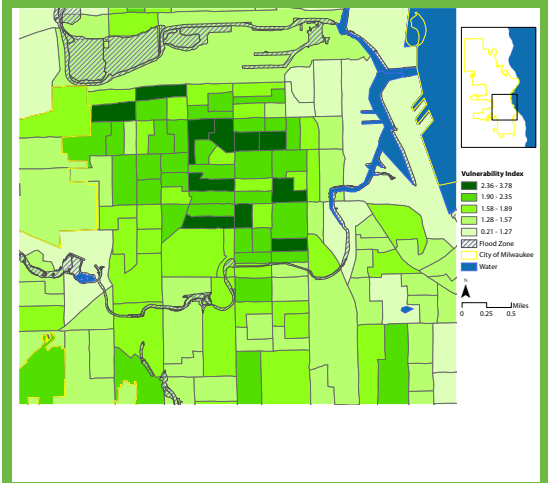 Vulnerability Index
2.36 - 3.78
1.90 - 2.35
1.58 - 1.89
1.28 - 1.57
0.21 - 1.27
Flood Zone
City of Milwaukee
Water
N
Miles
0 0.25 0.5